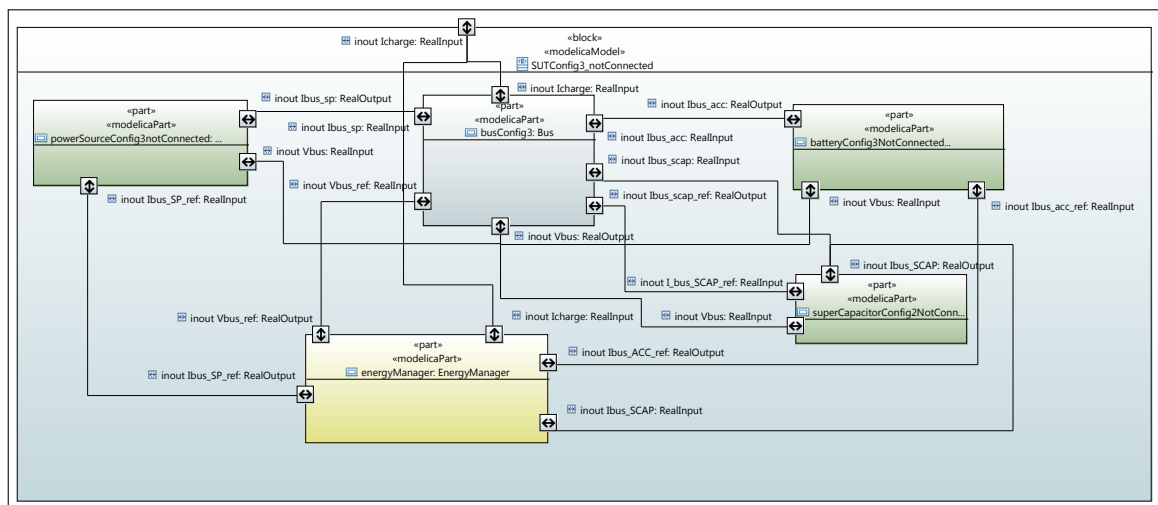 «block»
inout Icharge: RealInput
«modelicaModel»
SUTConfig3_notConnected
inout Icharge: RealInput
inout Ibus_sp: RealOutput
inout Ibus_acc: RealOutput
«part»
«modelicaPart»
powerSourceConfig3notConnected: ...
inout Ibus_sp: RealInput
«part»
«modelicaPart»
busConfig3: Bus
inout Ibus_acc: RealInput
«part»
«modelicaPart»
batteryConfig3NotConnected...
inout Vbus: RealInput
inout Ibus_scap: RealInput
inout Vbus_ref: RealInput
inout Ibus_SP_ref: RealInput
inout Ibus_scap_ref: RealOutput
inout Vbus: RealInput
inout Ibus_acc_ref: RealInput
inout Vbus: RealOutput
inout Ibus_SCAP: RealOutput
inout I_bus_SCAP_ref: RealInput
«part»
«modelicaPart»
superCapacitorConfig2NotConn...
inout Vbus_ref: RealOutput
inout Icharge: RealInput
inout Vbus: RealInput
«part»
«modelicaPart»
energyManager: EnergyManager
inout Ibus_ACC_ref: RealOutput
inout Ibus_SP_ref: RealOutput
inout Ibus_SCAP: RealInput